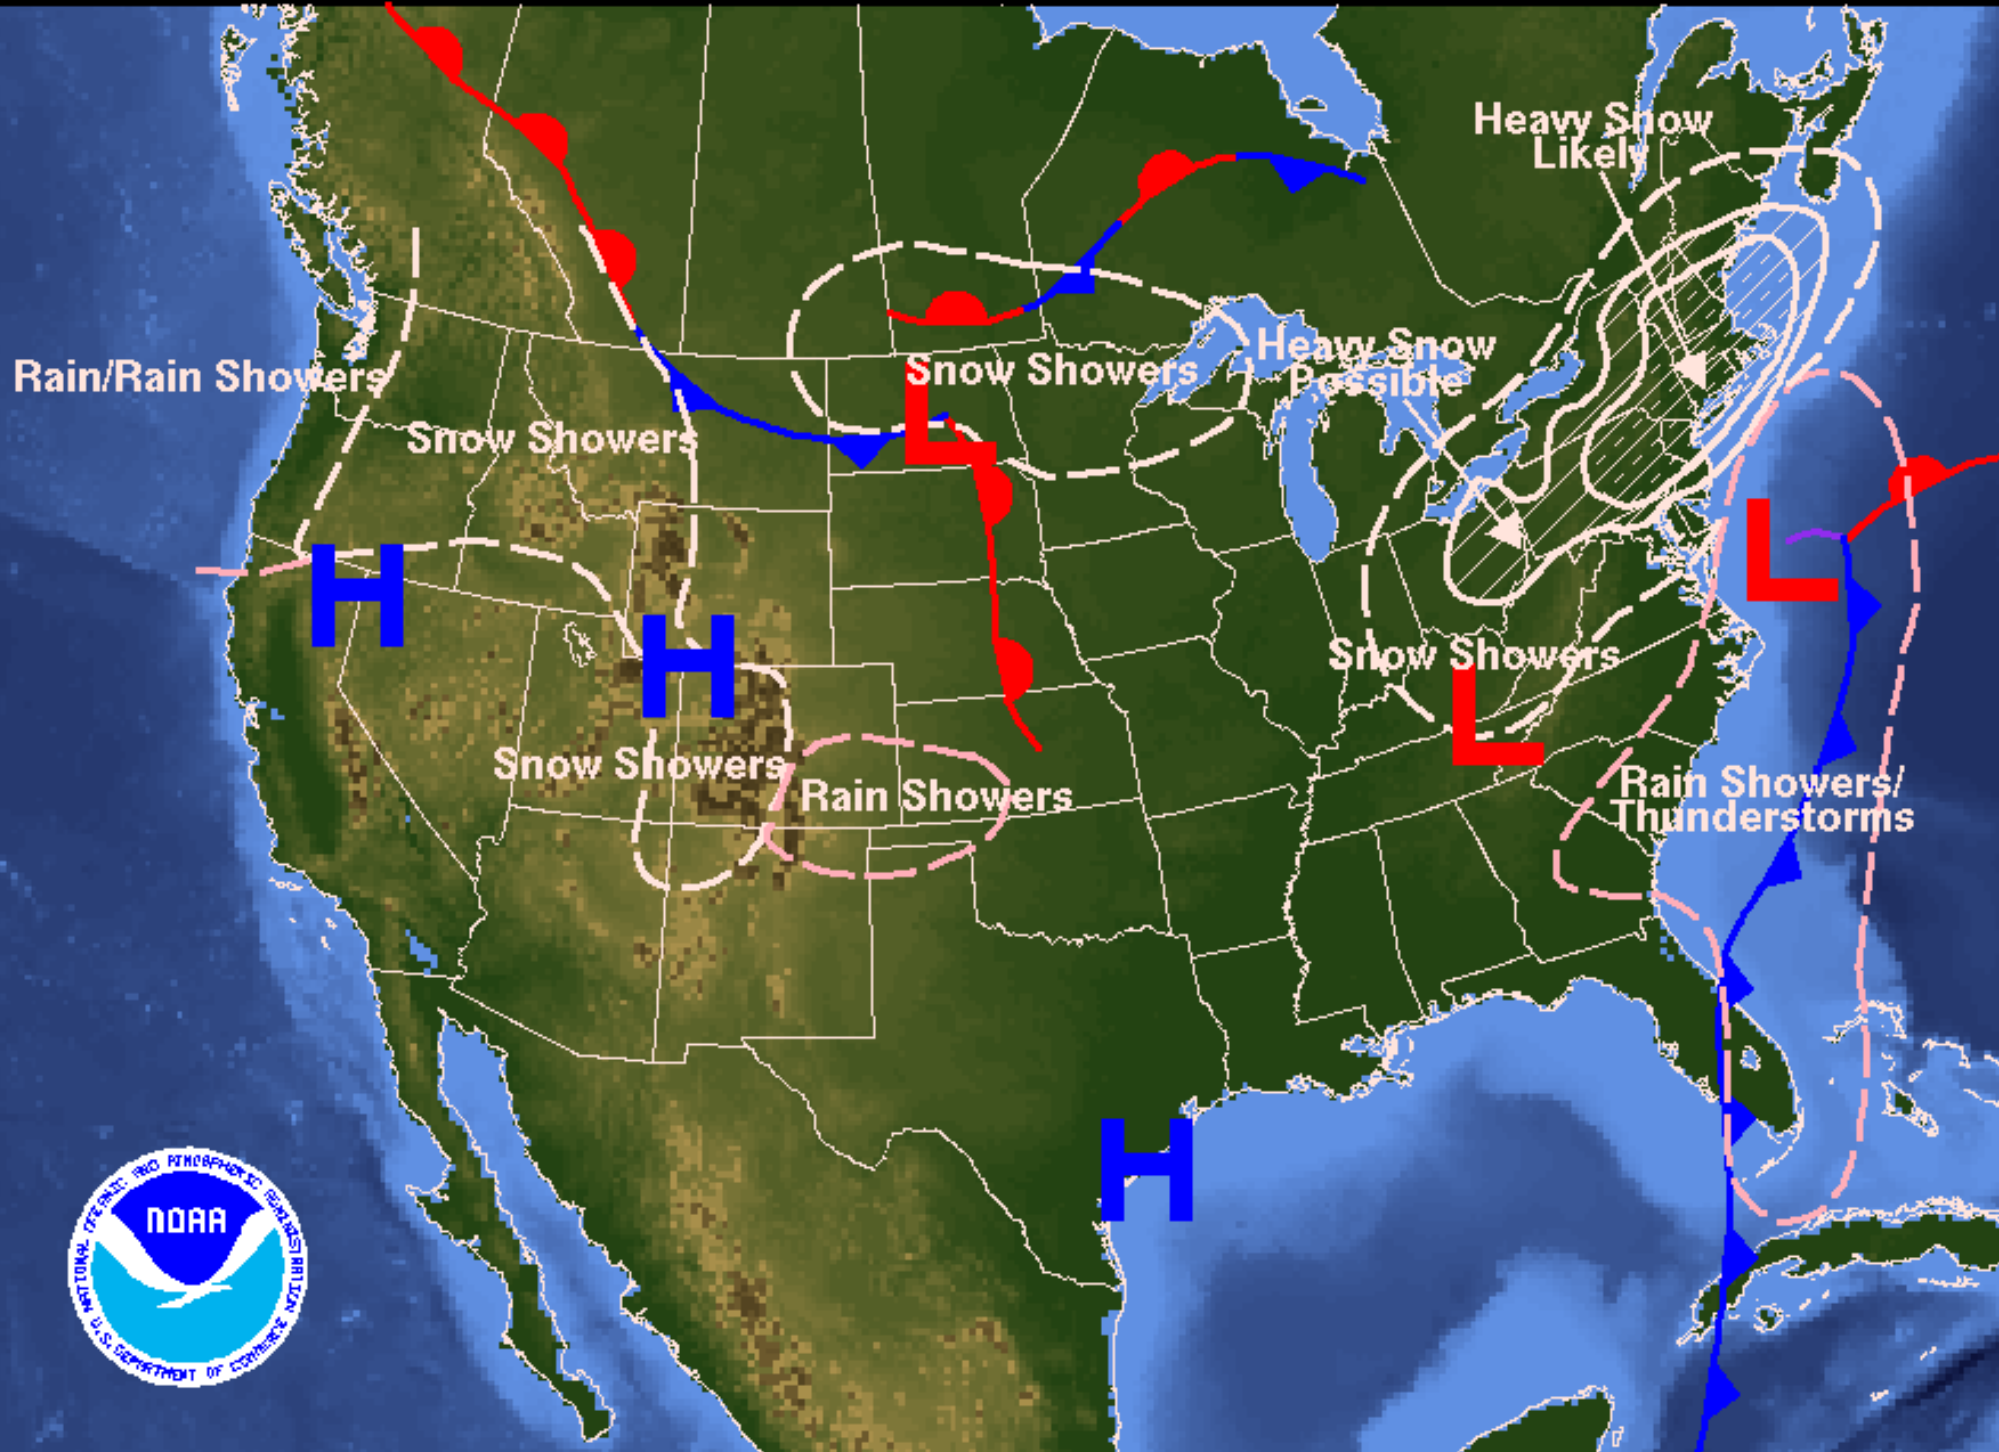 Heavy Snow
Likely
Heavy Snow
Possible
Snow Showers
Rain/Rain Showers
Snow Showers
L
L
H
H
Snow Showers
L
Snow Showers
Rain Showers
Rain Showers/
Thunderstorms
H
NATIONAL OCEANIC AND ATMOSPHERIC ADMINISTRATION
NOAA
U.S. DEPARTMENT OF COMMERCE